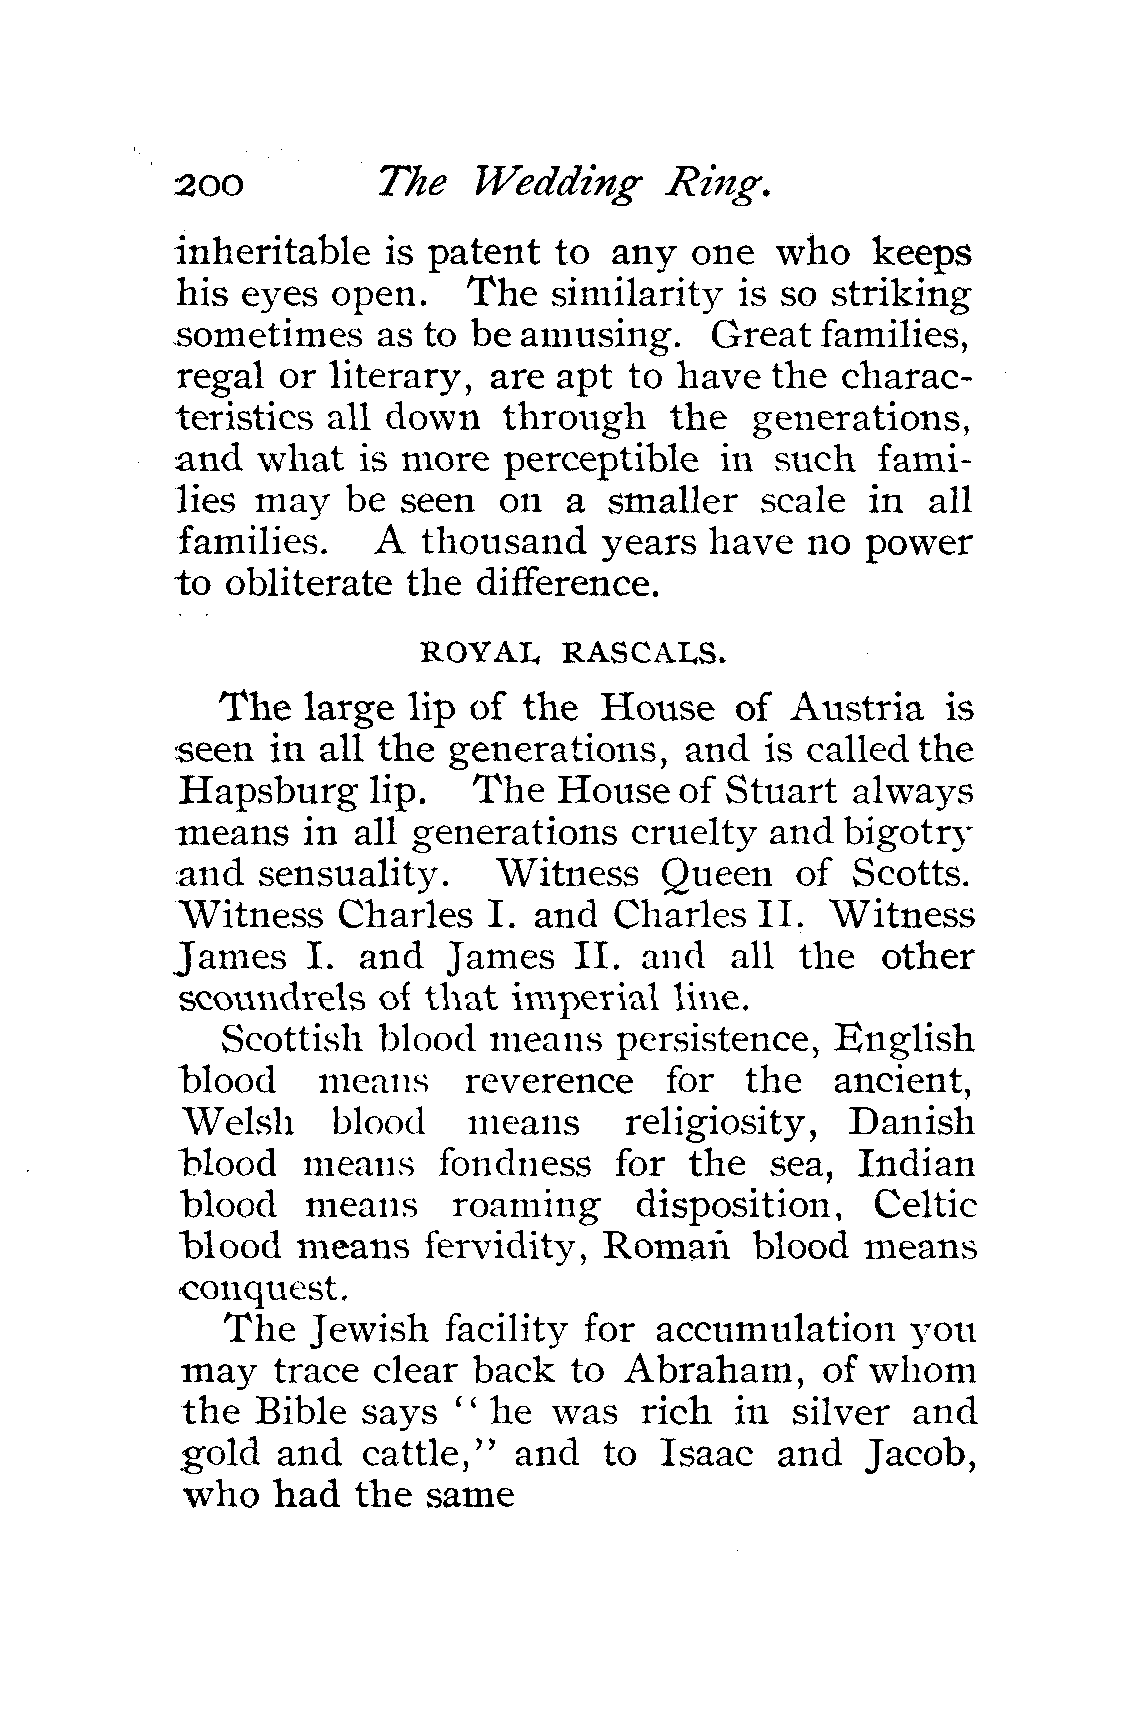 200 The Wedding Ring.
inheritable is patent to any one who keeps
his eyes open. The similarity is so striking
sometimes as to be amusing. Great families,
regal or literary, are apt to have the charac-
teristics all down through the generations,
and what is more perceptible in such fami-
lies may be seen on a smaller scale in all
families. A thousand years have no power
to obliterate the difference.
ROYAL RASCALS.
The large lip of the House of Austria is
seen in all the generations, and is called the
Hapsburg lip. The House of Stuart always
means in all generations cruelty and bigotry
and sensuality. Witness Queen of Scotts.
Witness Charles I. and Charles II. Witness
James I. and James II. and all the other
scoundrels of that imperial line.
Scottish blood means persistence, English
blood means reverence for the ancient,
Welsh blood means religiosity, Danish
blood means fondness for the sea, Indian
blood means roaming disposition, Celtic
blood means fervidity, Roman blood means
conquest.
The Jewish facility for accumulation you
may trace clear back to Abraham, of whom
the Bible says “he was rich in silver and
gold and cattle,” and to Isaac and Jacob,
who had the same